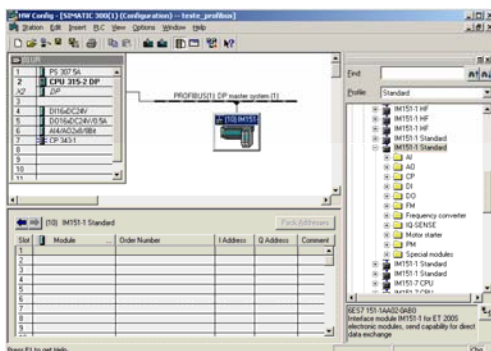 HW Config - [SIMATIC 300(1) (Configuration) -- teste_profibus]
Station Edit Insert PLC View Options Window Help
(0) UR
1 PS 307 5A
2 CPU 315-2 DP
X2 DP
3
4 DI16xDC24V
5 DO16xDC24V/0.5A
6 AI4/AO2x8/8Bit
7 CP 343-1
8
9
10
11
PROFIBUS(1): DP master system (1)
(10) IM151-
Find:
Profile: Standard
IM151-1 HF
IM151-1 HF
IM151-1 HF
IM151-1 Standard
IM151-1 Standard
AI
AO
CP
DI
DO
FM
Frequency converter
IQ-SENSE
Motor starter
PM
Special modules
IM151-1 Standard
IM151-1 Standard
IM151-7 CPU
IM151-7 CPU
(10) IM151-1 Standard
Pack Addresses
Slot Module ... Order Number I Address Q Address Comment
1
2
3
4
5
6
7
8
9
6ES7 151-1AA02-0AB0
Interface module IM151-1 for ET 200S
electronic modules, send capability for direct
data exchange
Press F1 to get Help.
Chg